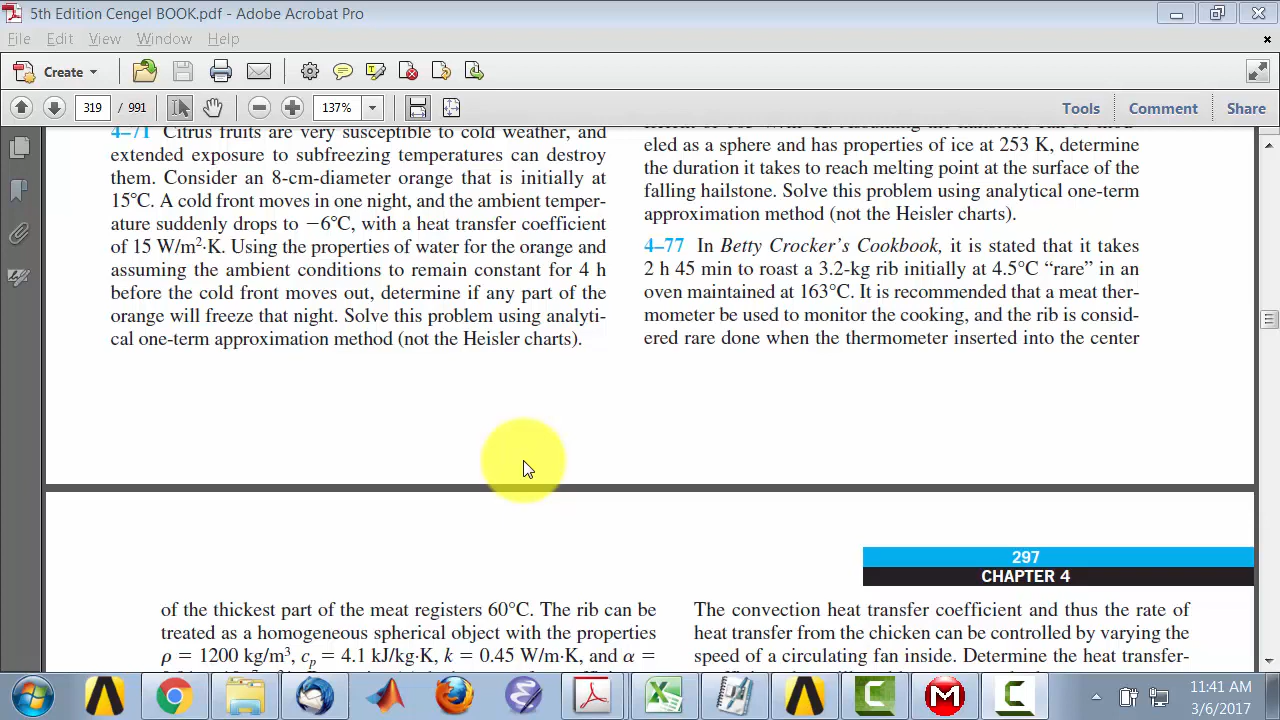 5th Edition Cengel BOOK.pdf - Adobe Acrobat Pro
File Edit View Window Help
Create
319 / 991
137%
Tools Comment Share
4–71 Citrus fruits are very susceptible to cold weather, and
extended exposure to subfreezing temperatures can destroy
them. Consider an 8-cm-diameter orange that is initially at
15°C. A cold front moves in one night, and the ambient temper-
ature suddenly drops to −6°C, with a heat transfer coefficient
of 15 W/m²·K. Using the properties of water for the orange and
assuming the ambient conditions to remain constant for 4 h
before the cold front moves out, determine if any part of the
orange will freeze that night. Solve this problem using analyti-
cal one-term approximation method (not the Heisler charts).
eled as a sphere and has properties of ice at 253 K, determine
the duration it takes to reach melting point at the surface of the
falling hailstone. Solve this problem using analytical one-term
approximation method (not the Heisler charts).
4–77 In Betty Crocker's Cookbook, it is stated that it takes
2 h 45 min to roast a 3.2-kg rib initially at 4.5°C “rare” in an
oven maintained at 163°C. It is recommended that a meat ther-
mometer be used to monitor the cooking, and the rib is consid-
ered rare done when the thermometer inserted into the center
297
CHAPTER 4
of the thickest part of the meat registers 60°C. The rib can be
treated as a homogeneous spherical object with the properties
ρ = 1200 kg/m³, cp = 4.1 kJ/kg·K, k = 0.45 W/m·K, and α =
The convection heat transfer coefficient and thus the rate of
heat transfer from the chicken can be controlled by varying the
speed of a circulating fan inside. Determine the heat transfer-
11:41 AM
3/6/2017